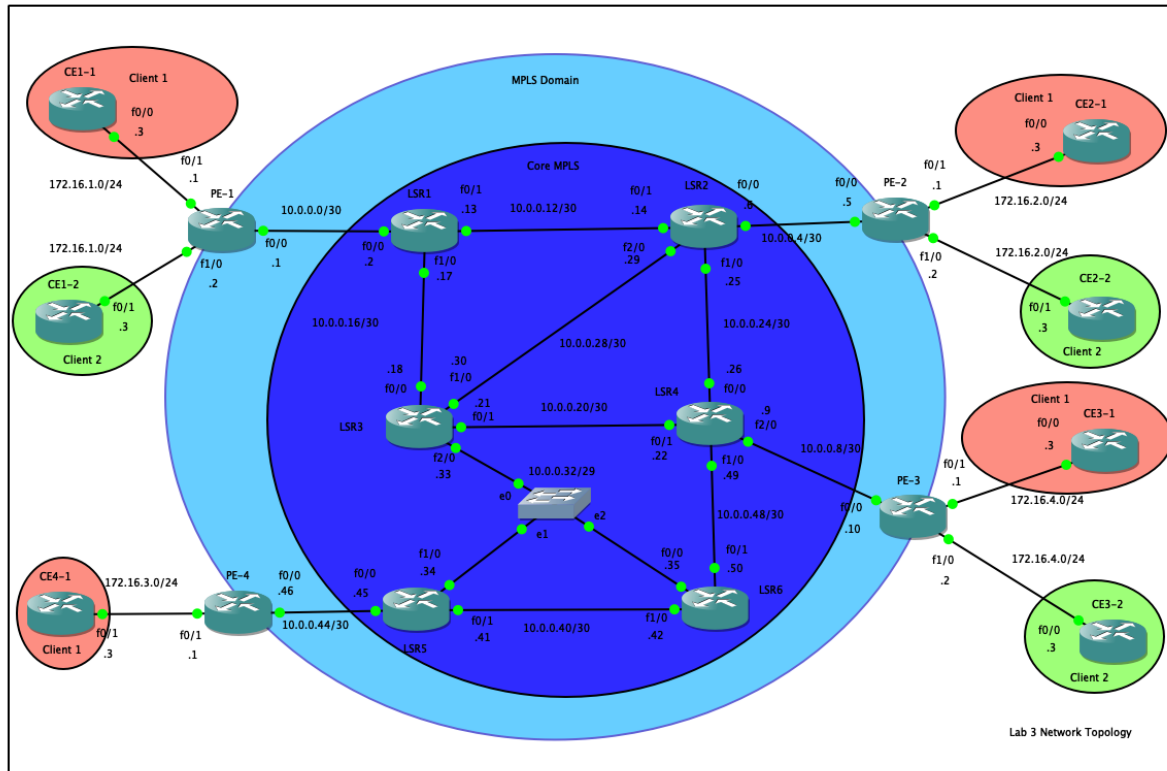 MPLS Domain
Core MPLS
CE1-1
Client 1
f0/0
.3
f0/1
.1
172.16.1.0/24
PE-1
172.16.1.0/24
f1/0
.2
f0/0
.1
10.0.0.0/30
CE1-2
f0/1
.3
Client 2
LSR1
f0/1
.13
f0/0
.2
f1/0
.17
10.0.0.12/30
LSR2
f0/1
.14
f0/0
.6
f2/0
.29
f1/0
.25
10.0.0.4/30
PE-2
f0/0
.5
f0/1
.1
172.16.2.0/24
f1/0
.2
172.16.2.0/24
Client 1
CE2-1
f0/0
.3
CE2-2
f0/1
.3
Client 2
10.0.0.16/30
10.0.0.28/30
10.0.0.24/30
.18
f0/0
.30
f1/0
.21
f0/1
LSR3
f2/0
.33
10.0.0.20/30
.26
f0/0
LSR4
.9
f2/0
f0/1
.22
f1/0
.49
10.0.0.8/30
Client 1
CE3-1
f0/0
.3
f0/1
.1
172.16.4.0/24
PE-3
f0/0
.10
f1/0
.2
172.16.4.0/24
CE3-2
f0/0
.3
Client 2
10.0.0.32/29
e0
e1
e2
10.0.0.48/30
f1/0
.34
f0/0
.35
f0/1
.50
LSR6
CE4-1
172.16.3.0/24
f0/1
.3
Client 1
PE-4
f0/0
.46
f0/1
.1
10.0.0.44/30
f0/0
.45
LSR5
f0/1
.41
10.0.0.40/30
f1/0
.42
Lab 3 Network Topology